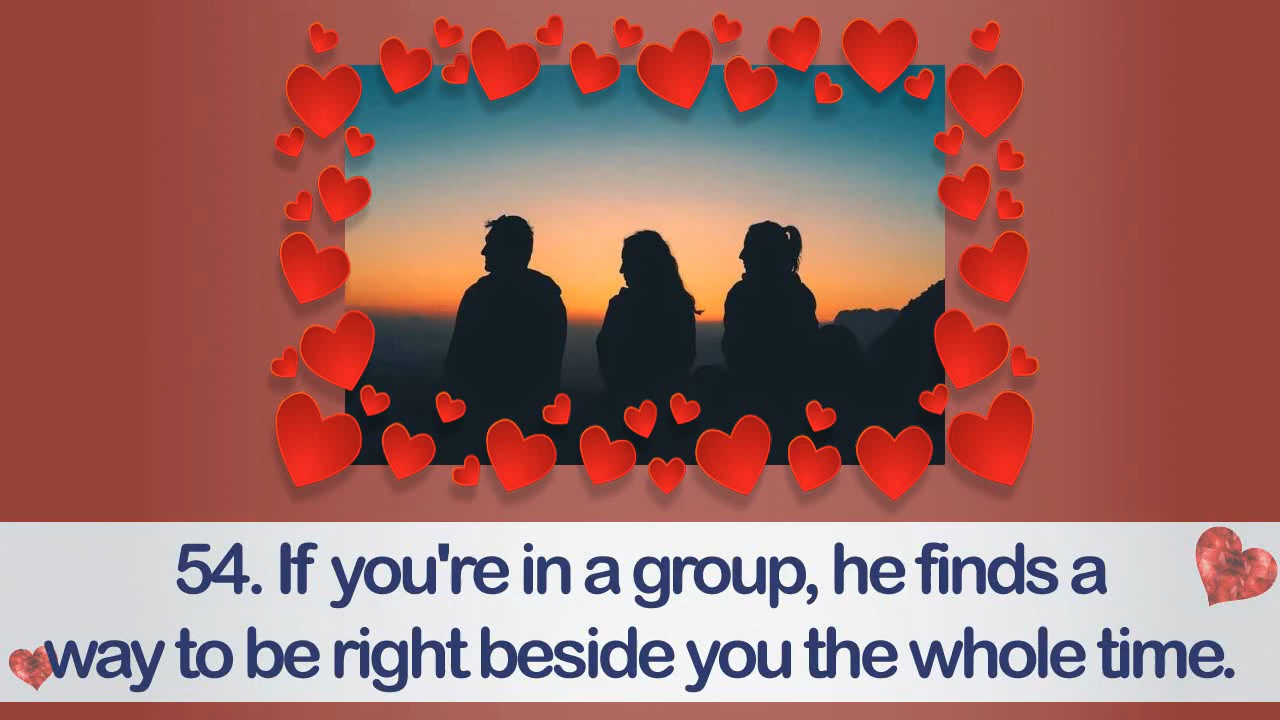 54. If you're in a group, he finds a
way to be right beside you the whole time.